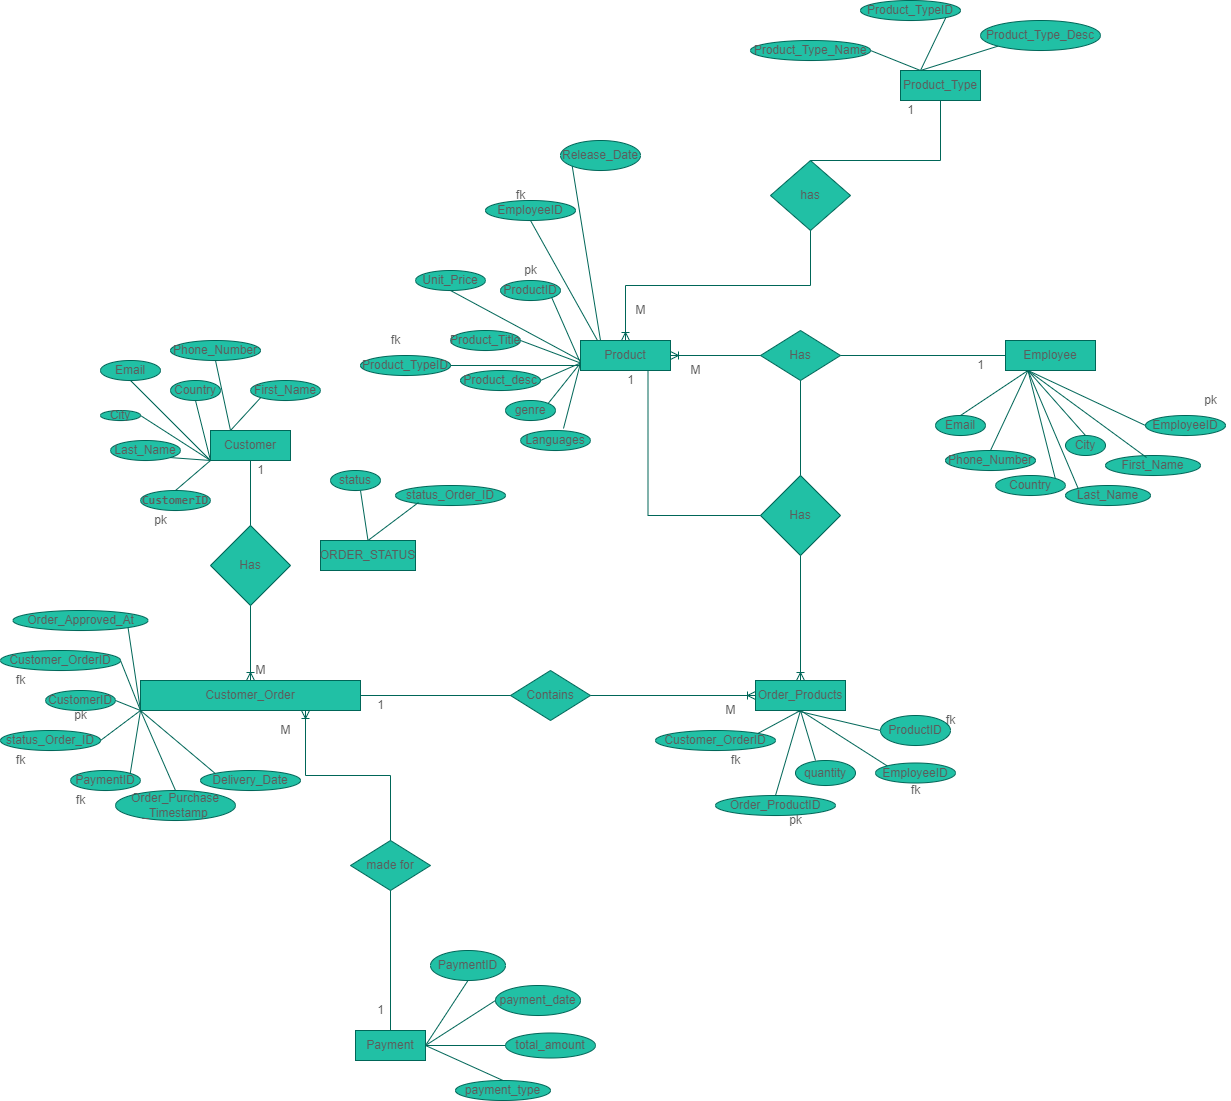 Product_TypeID
Product_Type_Desc
Product_Type_Name
Product_Type
1
Release_Date
has
fk
EmployeeID
pk
Unit_Price
ProductID
M
fk
Product_Title
Phone_Number
Product
Has
Employee
Product_TypeID
1
Email
M
Country
First_Name
Product_desc
1
pk
City
genre
Email
EmployeeID
Customer
Languages
City
Last_Name
1
Phone_Number
First_Name
status
Country
CustomerID
status_Order_ID
Last_Name
pk
Has
ORDER_STATUS
Has
Order_Approved_At
Customer_OrderID
M
fk
Customer_Order
Contains
Order_Products
CustomerID
1
M
pk
M
fk
ProductID
status_Order_ID
Customer_OrderID
fk
fk
PaymentID
Delivery_Date
quantity
EmployeeID
fk
Order_Purchase
Timestamp
Order_ProductID
fk
pk
made for
PaymentID
payment_date
1
Payment
total_amount
payment_type